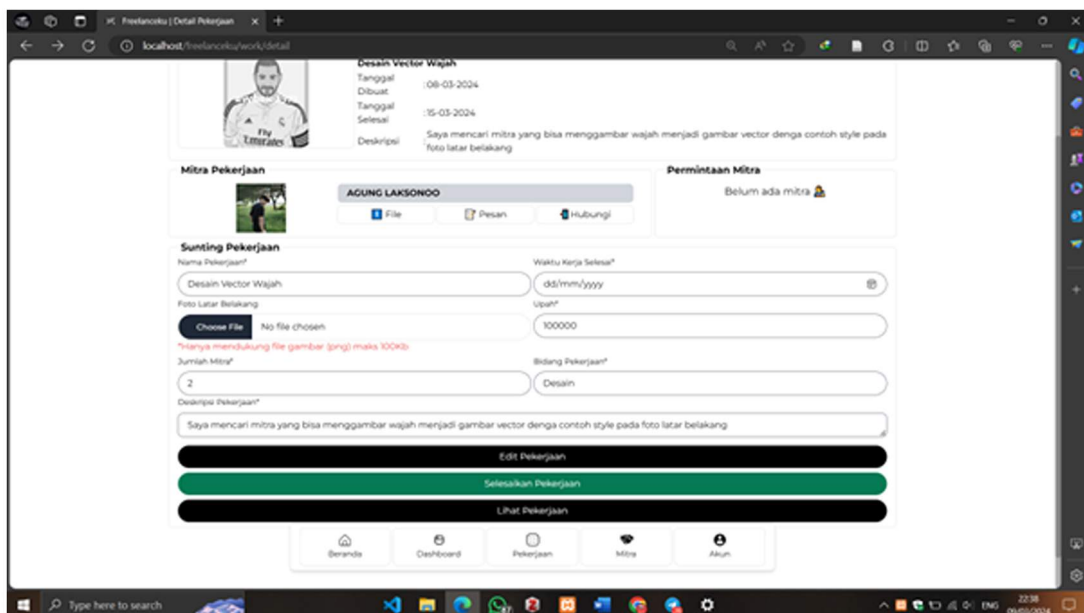 Freelanceku | Detail Pekerjaan
localhost/freelanceku/work/detail
Fly
Emirates
Desain Vector Wajah
Tanggal Dibuat : 08-03-2024
Tanggal Selesai : 15-03-2024
Deskripsi : Saya mencari mitra yang bisa menggambar wajah menjadi gambar vector denga contoh style pada
foto latar belakang
Mitra Pekerjaan
AGUNG LAKSONOO
File Pesan Hubungi
Permintaan Mitra
Belum ada mitra
Sunting Pekerjaan
Nama Pekerjaan* Waktu Kerja Selesai*
Desain Vector Wajah dd/mm/yyyy
Foto Latar Belakang Upah*
Choose File No file chosen 100000
*Hanya mendukung file gambar (png) maks 100Kb
Jumlah Mitra* Bidang Pekerjaan*
2 Desain
Deskripsi Pekerjaan*
Saya mencari mitra yang bisa menggambar wajah menjadi gambar vector denga contoh style pada foto latar belakang
Edit Pekerjaan
Selesaikan Pekerjaan
Lihat Pekerjaan
Beranda Dashboard Pekerjaan Mitra Akun
Type here to search
ENG
22:38
09/03/2024